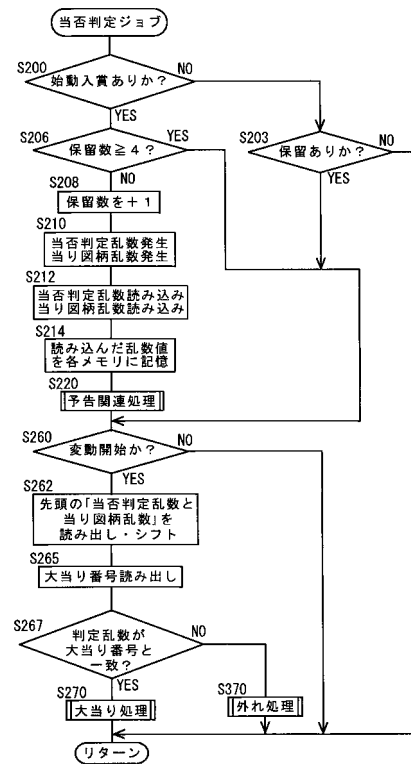 当否判定ジョブ
S200
始動入賞ありか?
NO
YES
S206
保留数≧4?
YES
NO
S203
保留ありか?
NO
YES
S208
保留数を+1
S210
当否判定乱数発生
当り図柄乱数発生
S212
当否判定乱数読み込み
当り図柄乱数読み込み
S214
読み込んだ乱数値
を各メモリに記憶
S220
予告関連処理
S260
変動開始か?
NO
YES
S262
先頭の「当否判定乱数と
当り図柄乱数」を
読み出し・シフト
S265
大当り番号読み出し
S267
判定乱数が
大当り番号と
一致?
NO
YES
S270
大当り処理
S370
外れ処理
リターン